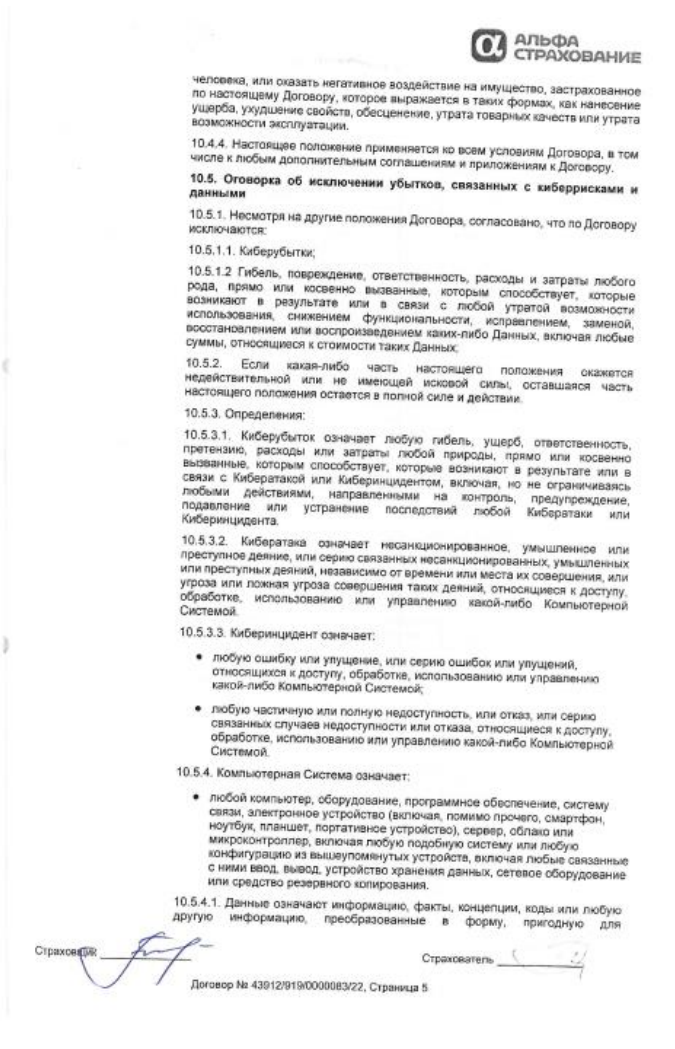 АЛЬФА
СТРАХОВАНИЕ
человека, или оказать негативное воздействие на имущество, застрахованное
по настоящему Договору, которое выражается в таких формах, как нанесение
ущерба, ухудшение свойств, обесценение, утрата товарных качеств или утрата
возможности эксплуатации.
10.4.4. Настоящее положение применяется ко всем условиям Договора, в том
числе к любым дополнительным соглашениям и приложениям к Договору.
10.5. Оговорка об исключении убытков, связанных с киберрисками и
данными
10.5.1. Несмотря на другие положения Договора, согласовано, что по Договору
исключаются:
10.5.1.1. Киберубытки;
10.5.1.2 Гибель, повреждение, ответственность, расходы и затраты любого
рода, прямо или косвенно вызванные, которым способствует, которые
возникают в результате или в связи с любой утратой возможности
использования, снижением функциональности, исправлением, заменой,
восстановлением или воспроизведением каких-либо Данных, включая любые
суммы, относящиеся к стоимости таких Данных;
10.5.2. Если какая-либо часть настоящего положения окажется
недействительной или не имеющей исковой силы, оставшаяся часть
настоящего положения остается в полной силе и действии.
10.5.3. Определения:
10.5.3.1. Киберубыток означает любую гибель, ущерб, ответственность,
претензию, расходы или затраты любой природы, прямо или косвенно
вызванные, которым способствует, которые возникают в результате или в
связи с Кибератакой или Киберинцидентом, включая, но не ограничиваясь
любыми действиями, направленными на контроль, предупреждение,
подавление или устранение последствий любой Кибератаки или
Киберинцидента.
10.5.3.2. Кибератака означает несанкционированное, умышленное или
преступное деяние, или серию связанных несанкционированных, умышленных
или преступных деяний, независимо от времени или места их совершения, или
угроза или ложная угроза совершения таких деяний, относящиеся к доступу,
обработке, использованию или управлению какой-либо Компьютерной
Системой.
10.5.3.3. Киберинцидент означает:
• любую ошибку или упущение, или серию ошибок или упущений,
относящихся к доступу, обработке, использованию или управлению
какой-либо Компьютерной Системой;
• любую частичную или полную недоступность, или отказ, или серию
связанных случаев недоступности или отказа, относящиеся к доступу,
обработке, использованию или управлению какой-либо Компьютерной
Системой.
10.5.4. Компьютерная Система означает:
• любой компьютер, оборудование, программное обеспечение, систему
связи, электронное устройство (включая, помимо прочего, смартфон,
ноутбук, планшет, портативное устройство), сервер, облако или
микроконтроллер, включая любую подобную систему или любую
конфигурацию из вышеупомянутых устройств, включая любые связанные
с ними ввод, вывод, устройство хранения данных, сетевое оборудование
или средство резервного копирования.
10.5.4.1. Данные означают информацию, факты, концепции, коды или любую
другую информацию, преобразованные в форму, пригодную для
Страховщик
Страхователь
Договор № 43912/919/0000083/22, Страница 5